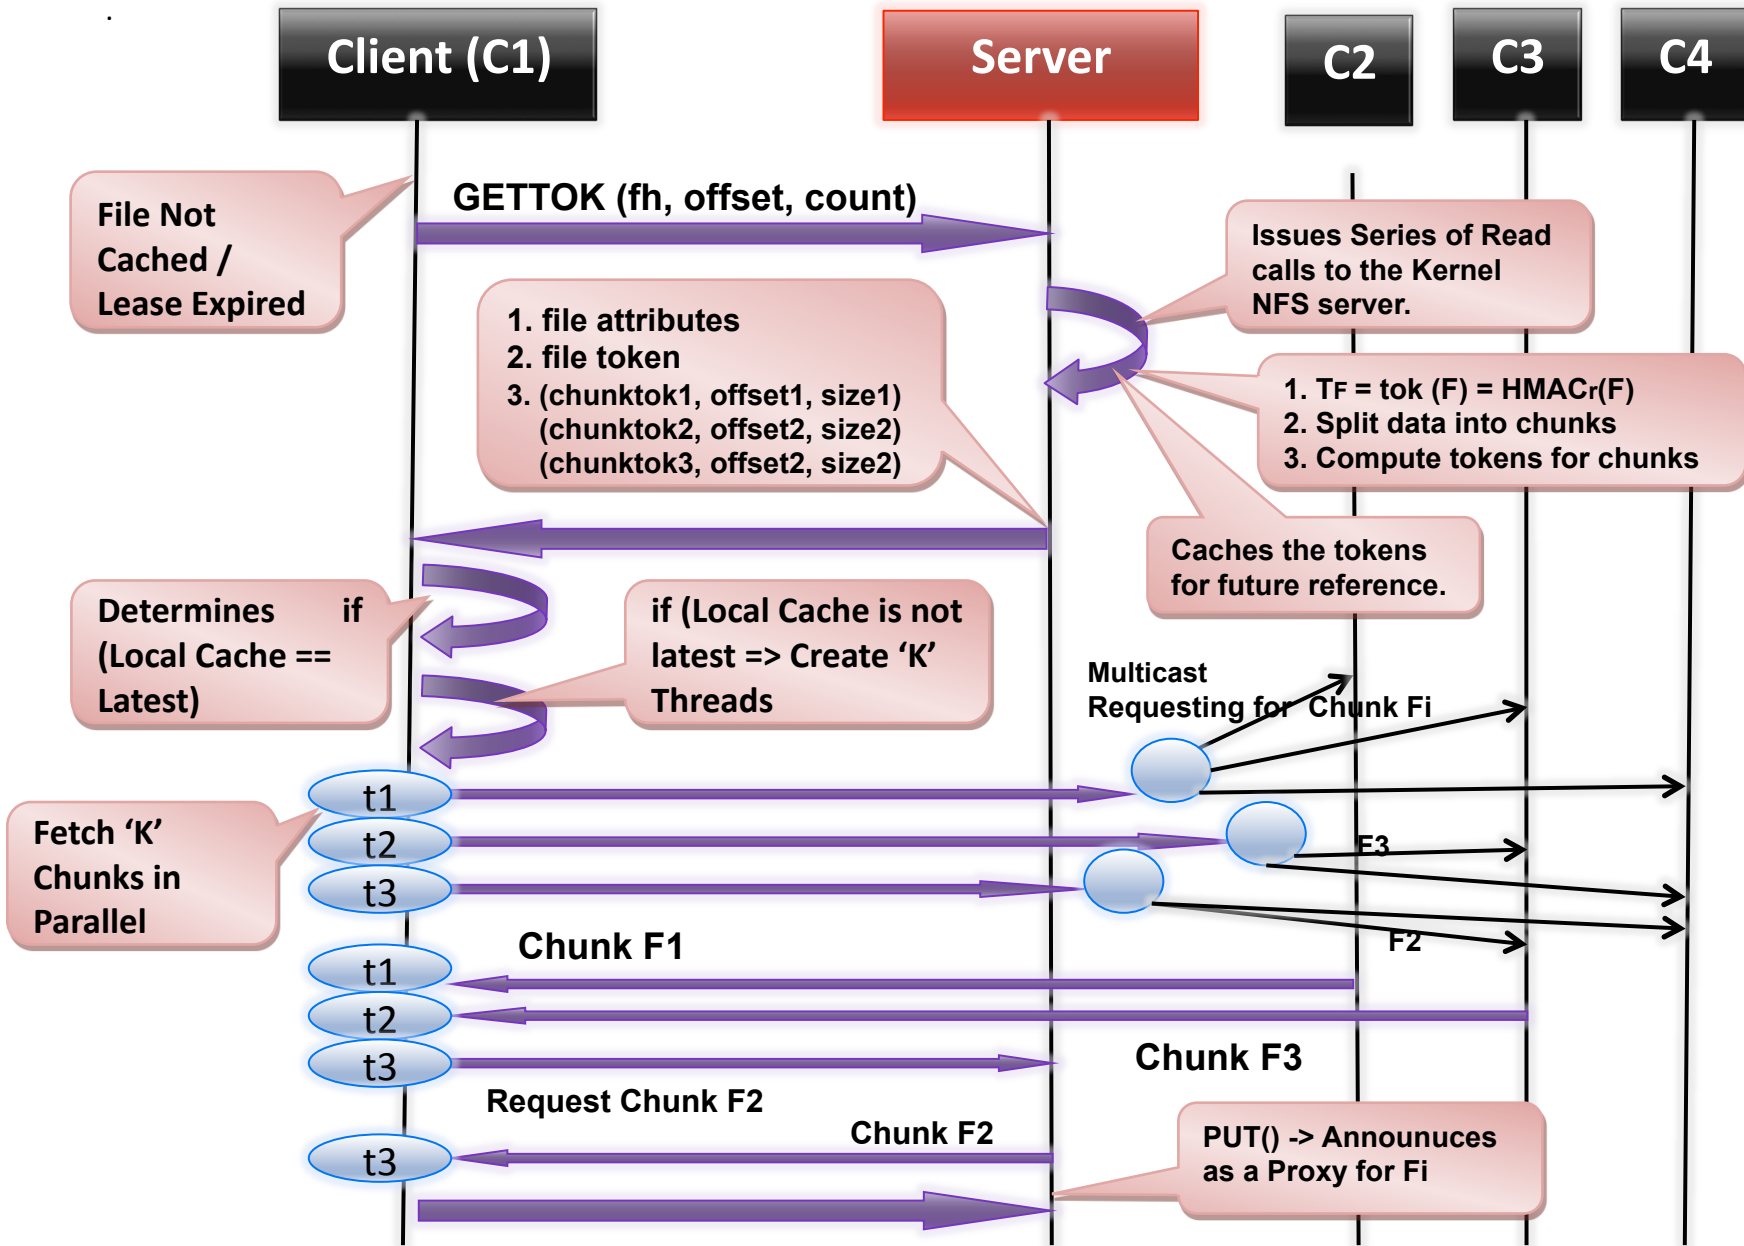 .
Client (C1)
Server
C2
C3
C4
File Not
Cached /
Lease Expired
GETTOK (fh, offset, count)
Issues Series of Read
calls to the Kernel
NFS server.
1. file attributes
2. file token
3. (chunktok1, offset1, size1)
(chunktok2, offset2, size2)
(chunktok3, offset2, size2)
1. TF = tok (F) = HMACr(F)
2. Split data into chunks
3. Compute tokens for chunks
Caches the tokens
for future reference.
Determines if
(Local Cache ==
Latest)
if (Local Cache is not
latest => Create ‘K’
Threads
Multicast
Requesting for Chunk Fi
t1
t2
t3
F3
F2
Fetch ‘K’
Chunks in
Parallel
Chunk F1
t1
t2
t3
Chunk F3
Request Chunk F2
Chunk F2
t3
PUT() -> Announuces
as a Proxy for Fi